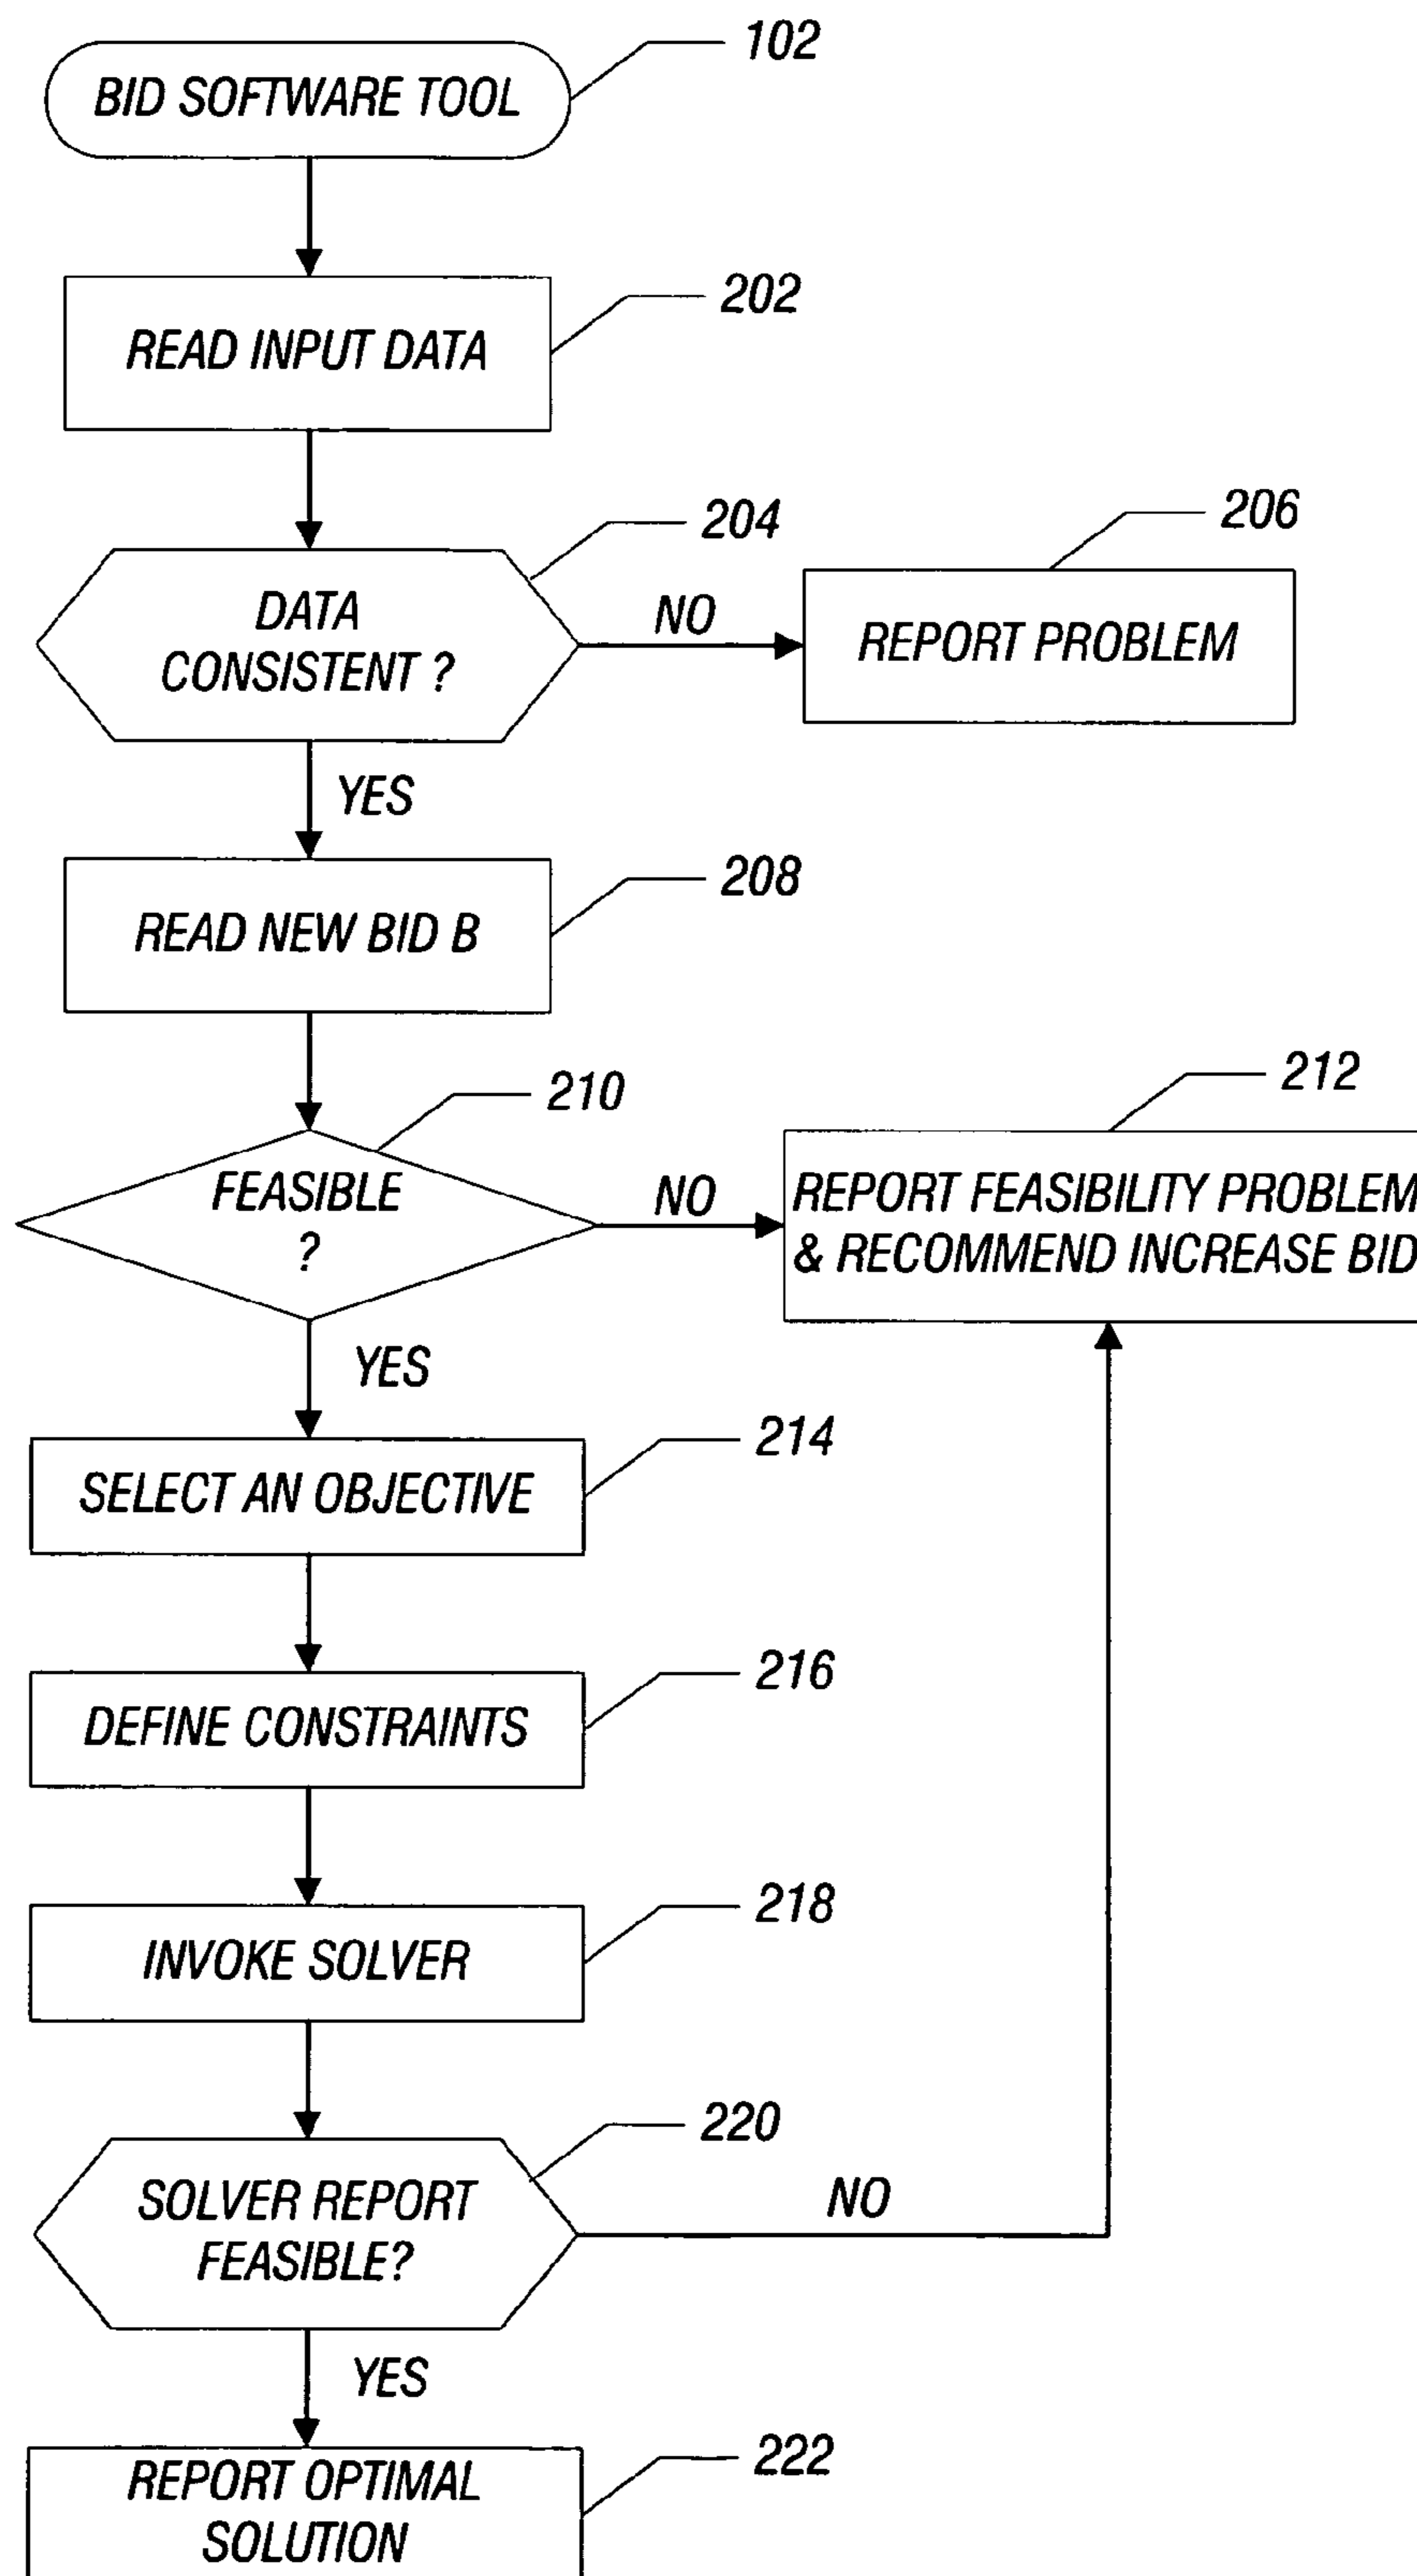 102
BID SOFTWARE TOOL
202
READ INPUT DATA
204
206
DATA
CONSISTENT ?
NO
REPORT PROBLEM
YES
208
READ NEW BID B
210
212
FEASIBLE
?
NO
REPORT FEASIBILITY PROBLEM
& RECOMMEND INCREASE BID
YES
214
SELECT AN OBJECTIVE
216
DEFINE CONSTRAINTS
218
INVOKE SOLVER
220
SOLVER REPORT
FEASIBLE?
NO
YES
222
REPORT OPTIMAL
SOLUTION